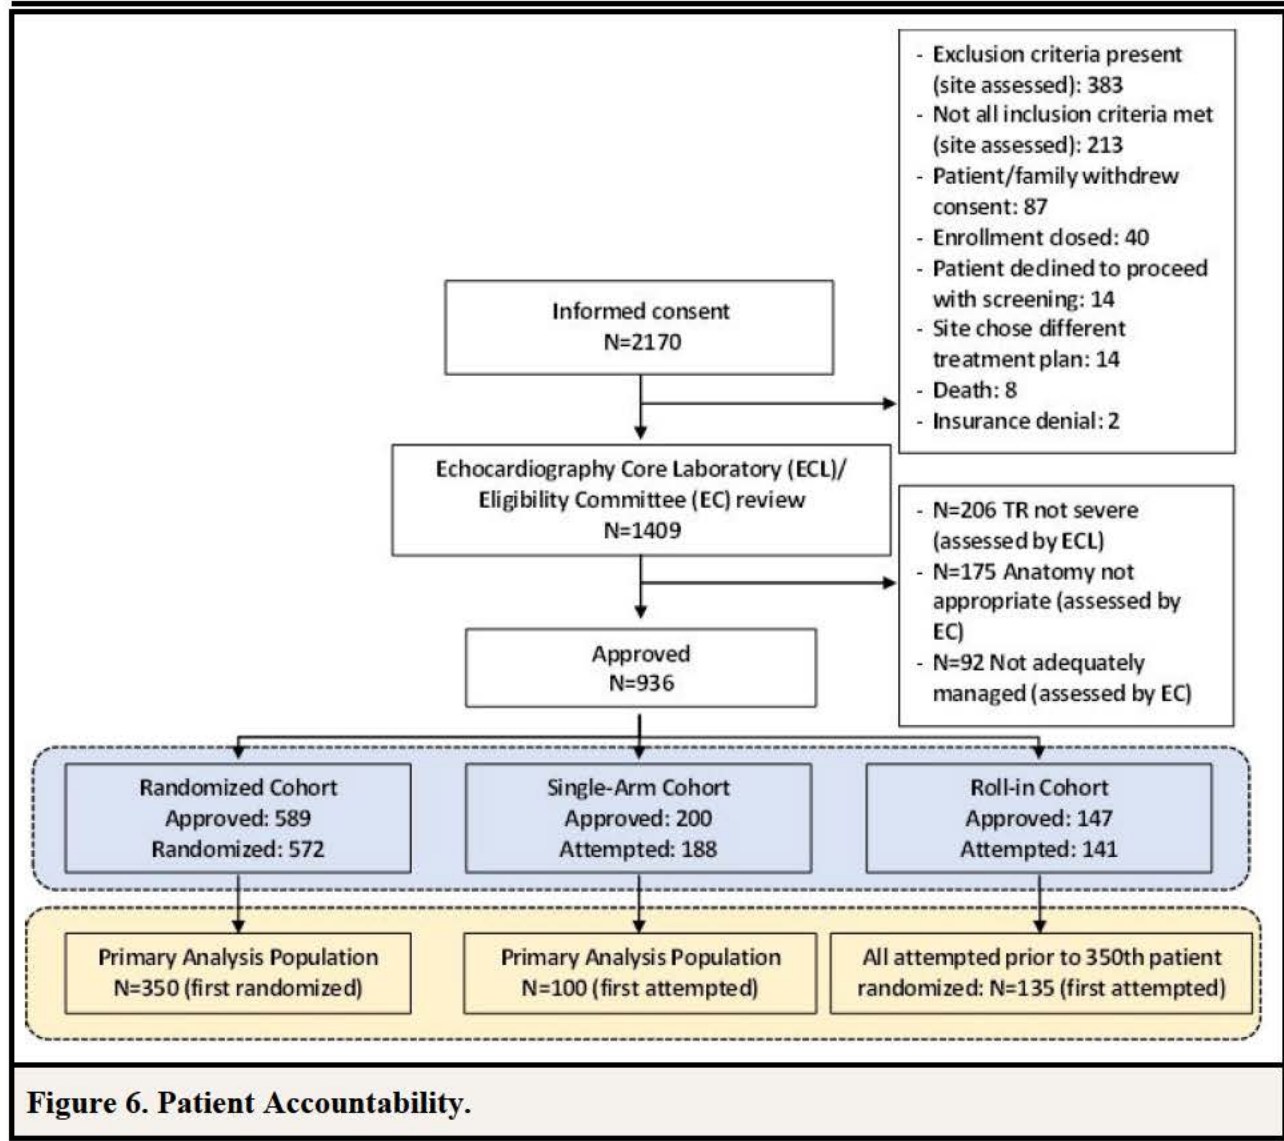 - Exclusion criteria present
(site assessed): 383
- Not all inclusion criteria met
(site assessed): 213
- Patient/family withdrew
consent: 87
- Enrollment closed: 40
- Patient declined to proceed
with screening: 14
- Site chose different
treatment plan: 14
- Death: 8
- Insurance denial: 2
Informed consent
N=2170
Echocardiography Core Laboratory (ECL)/
Eligibility Committee (EC) review
N=1409
- N=206 TR not severe
(assessed by ECL)
- N=175 Anatomy not
appropriate (assessed by
EC)
- N=92 Not adequately
managed (assessed by EC)
Approved
N=936
Randomized Cohort
Approved: 589
Randomized: 572
Single-Arm Cohort
Approved: 200
Attempted: 188
Roll-in Cohort
Approved: 147
Attempted: 141
Primary Analysis Population
N=350 (first randomized)
Primary Analysis Population
N=100 (first attempted)
All attempted prior to 350th patient
randomized: N=135 (first attempted)
Figure 6. Patient Accountability.